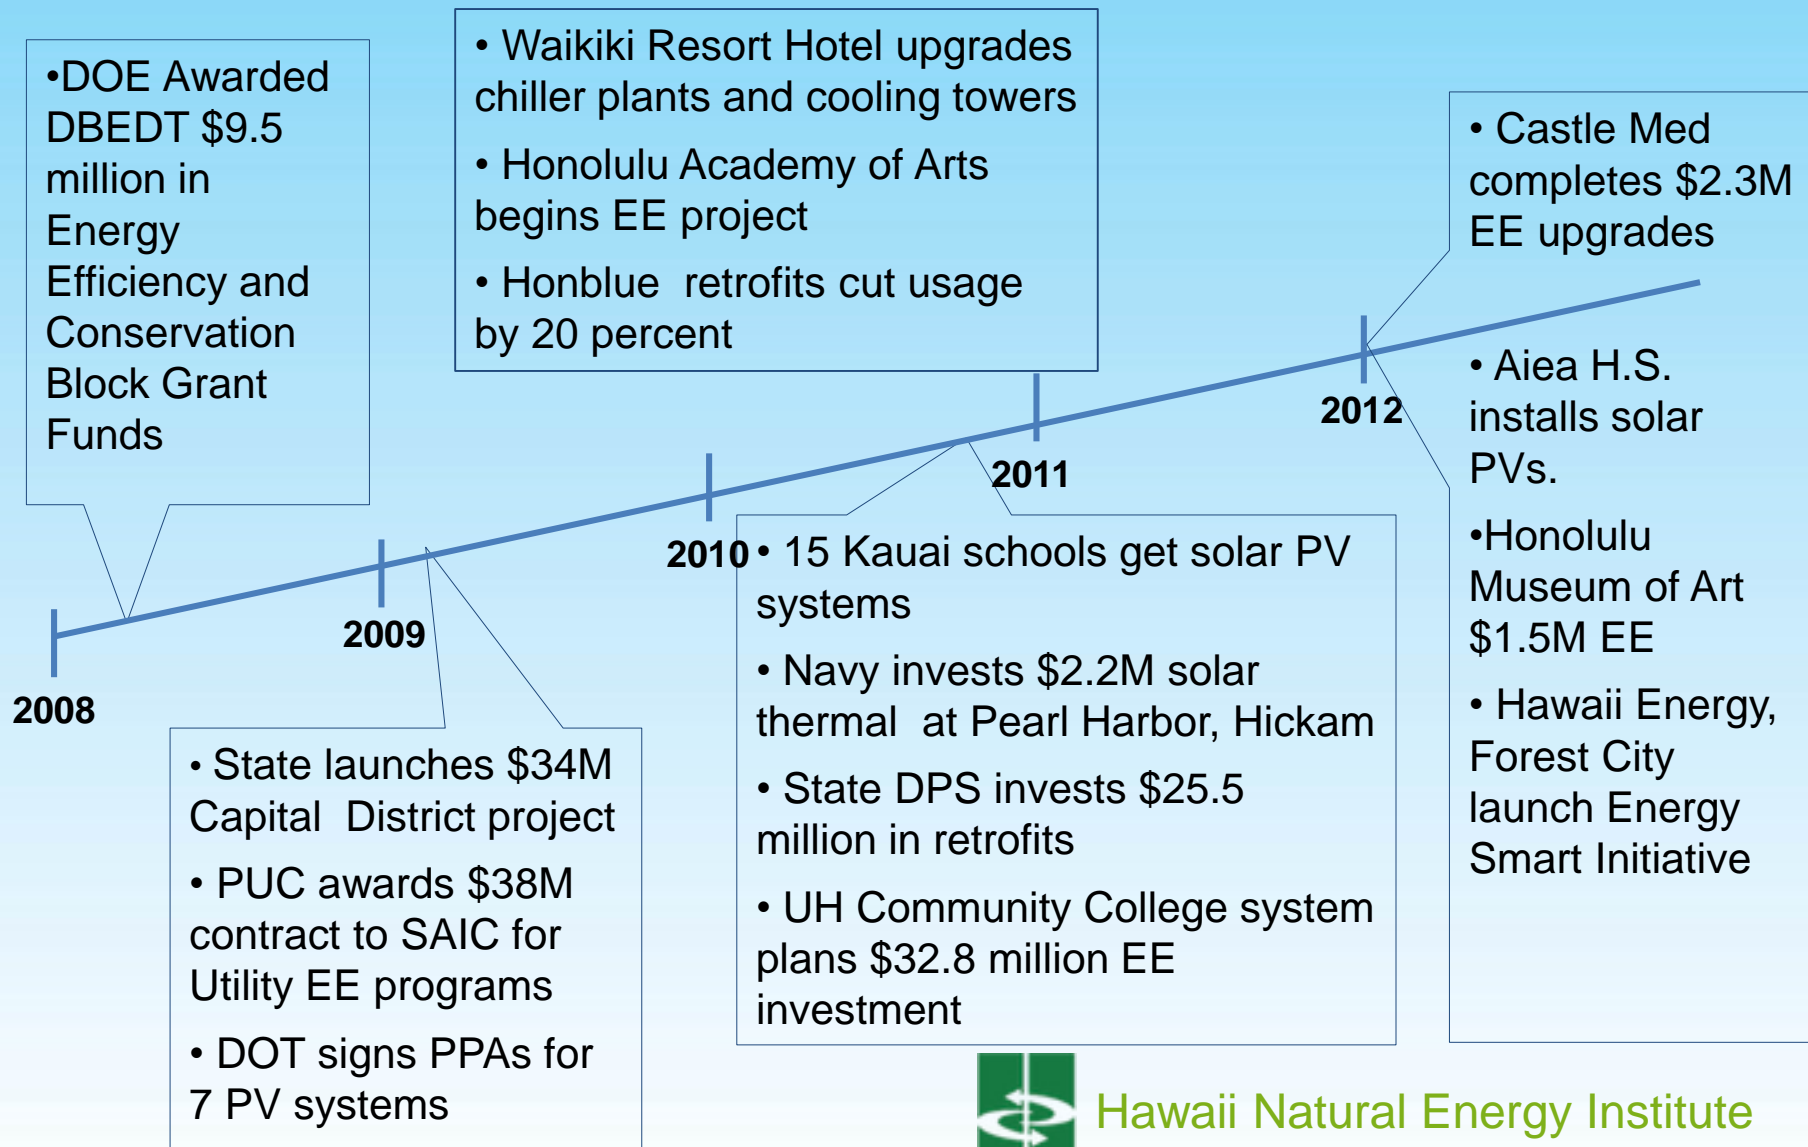 •DOE Awarded
DBEDT $9.5
million in
Energy
Efficiency and
Conservation
Block Grant
Funds
• Waikiki Resort Hotel upgrades
chiller plants and cooling towers
• Honolulu Academy of Arts
begins EE project
• Honblue  retrofits cut usage
by 20 percent
• Castle Med
completes $2.3M
EE upgrades
• Aiea H.S.
installs solar
PVs.
•Honolulu
Museum of Art
$1.5M EE
• Hawaii Energy,
Forest City
launch Energy
Smart Initiative
2008
2009
2010
2011
2012
• State launches $34M
Capital  District project
• PUC awards $38M
contract to SAIC for
Utility EE programs
• DOT signs PPAs for
7 PV systems
• 15 Kauai schools get solar PV
systems
• Navy invests $2.2M solar
thermal  at Pearl Harbor, Hickam
• State DPS invests $25.5
million in retrofits
• UH Community College system
plans $32.8 million EE
investment
Hawaii Natural Energy Institute